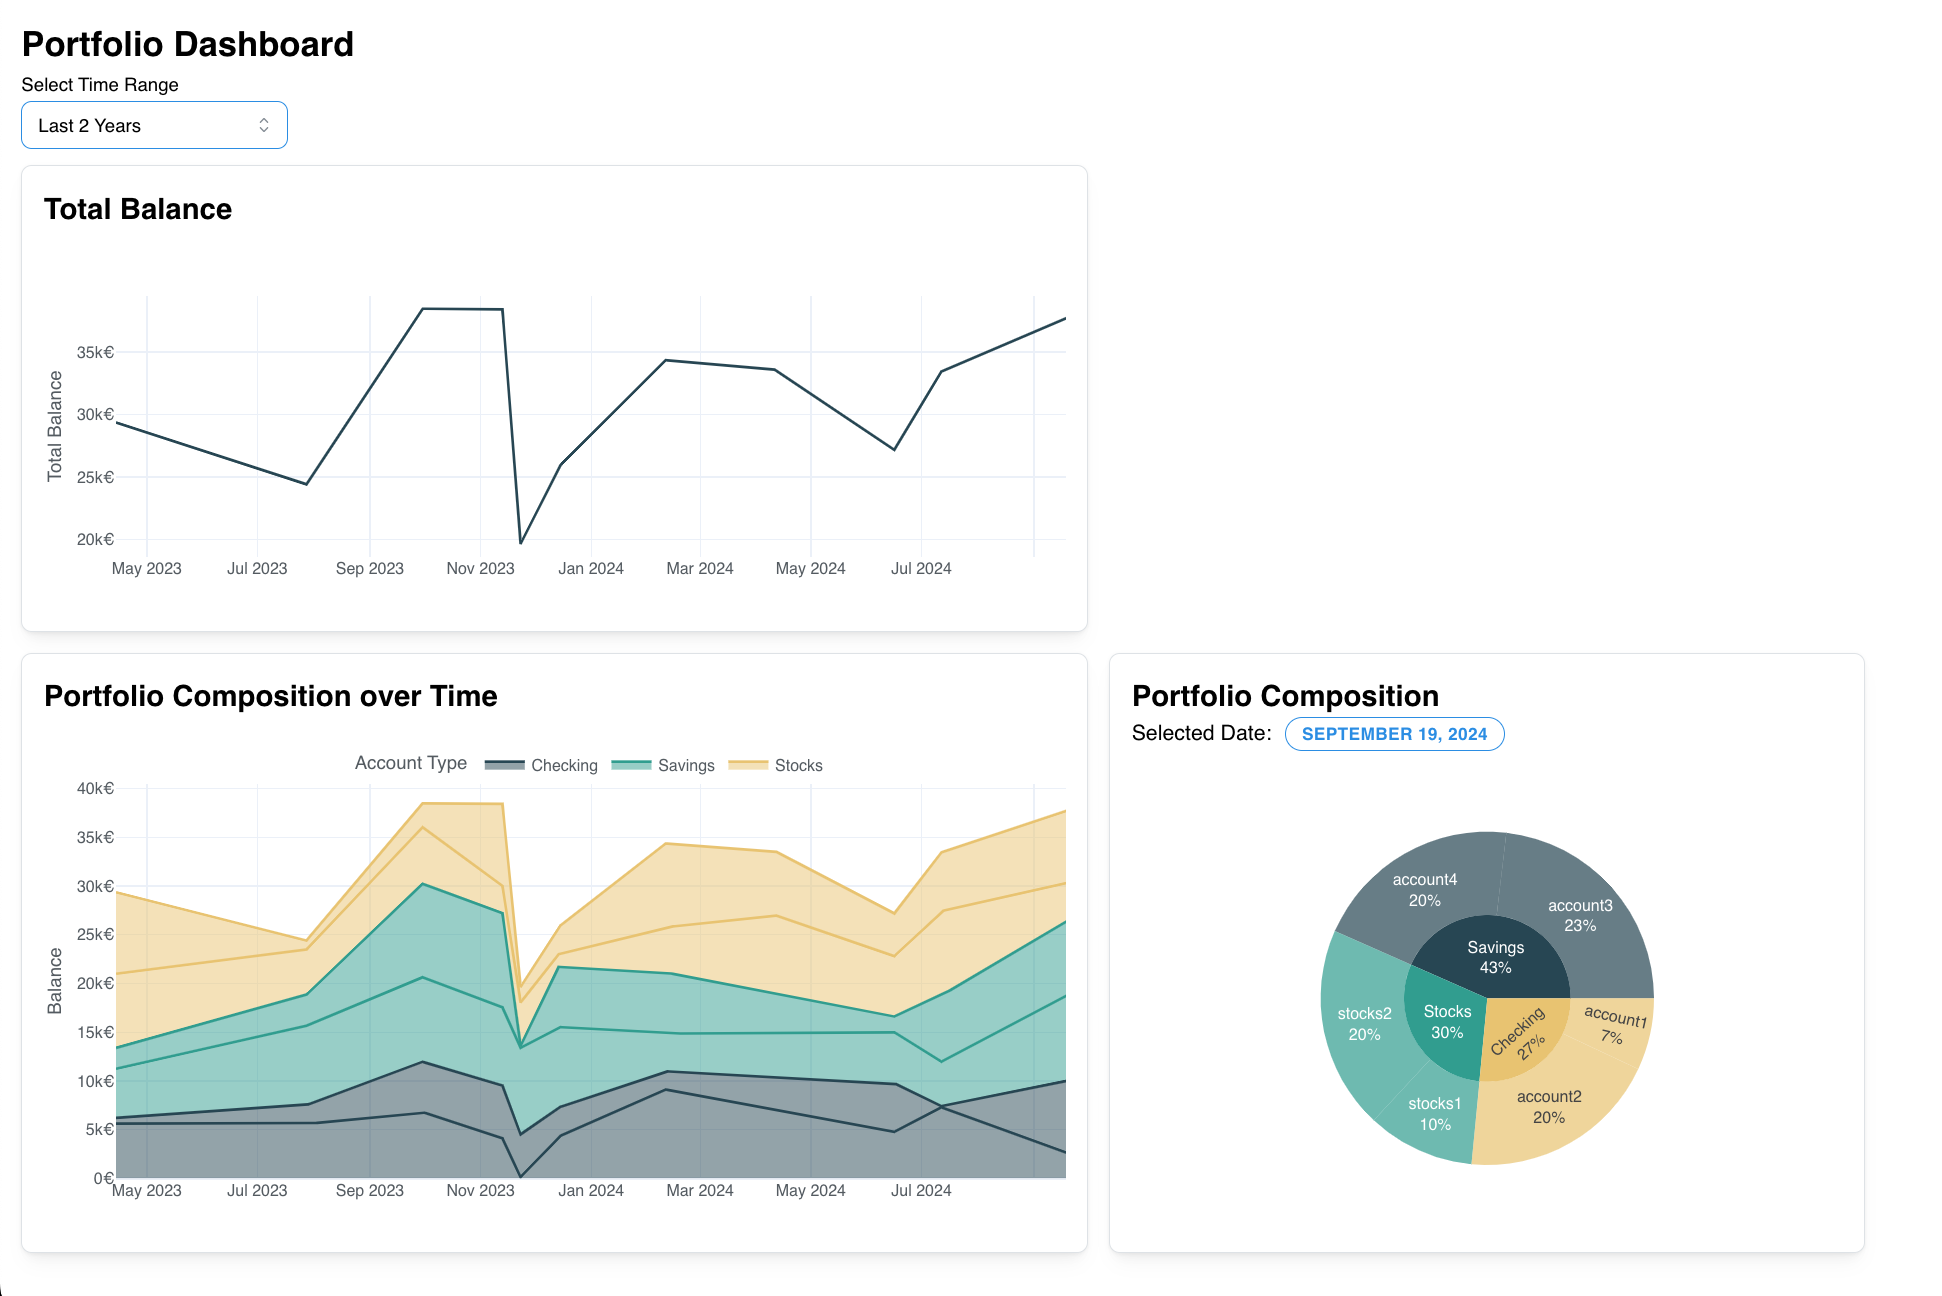 Portfolio Dashboard
Select Time Range
Last 2 Years
Total Balance
Total Balance
35k€
30k€
25k€
20k€
May 2023 Jul 2023 Sep 2023 Nov 2023 Jan 2024 Mar 2024 May 2024 Jul 2024
Portfolio Composition over Time
Account Type Checking Savings Stocks
Balance
40k€
35k€
30k€
25k€
20k€
15k€
10k€
5k€
0€
May 2023 Jul 2023 Sep 2023 Nov 2023 Jan 2024 Mar 2024 May 2024 Jul 2024
Portfolio Composition
Selected Date: SEPTEMBER 19, 2024
account4
20%
account3
23%
Savings
43%
stocks2
20%
Stocks
30%
Checking
27%
account1
7%
stocks1
10%
account2
20%